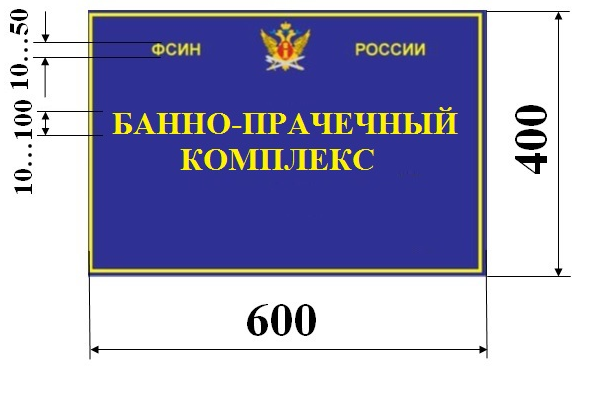 ФСИН РОССИИ
БАННО-ПРАЧЕЧНЫЙ
КОМПЛЕКС
10...50
10...100
400
600